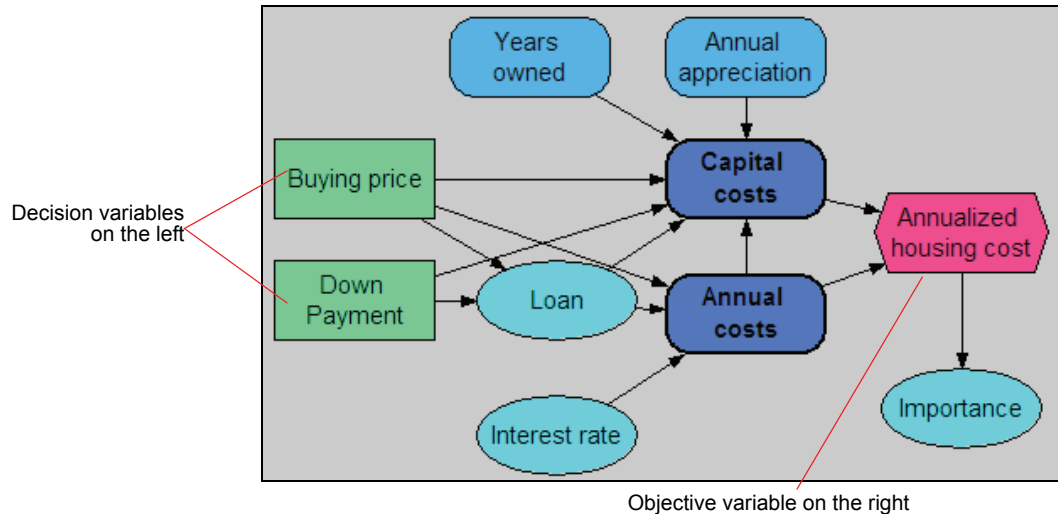 Years
owned
Annual
appreciation
Buying price
Capital
costs
Decision variables
on the left
Annualized
housing cost
Down
Payment
Loan
Annual
costs
Interest rate
Importance
Objective variable on the right